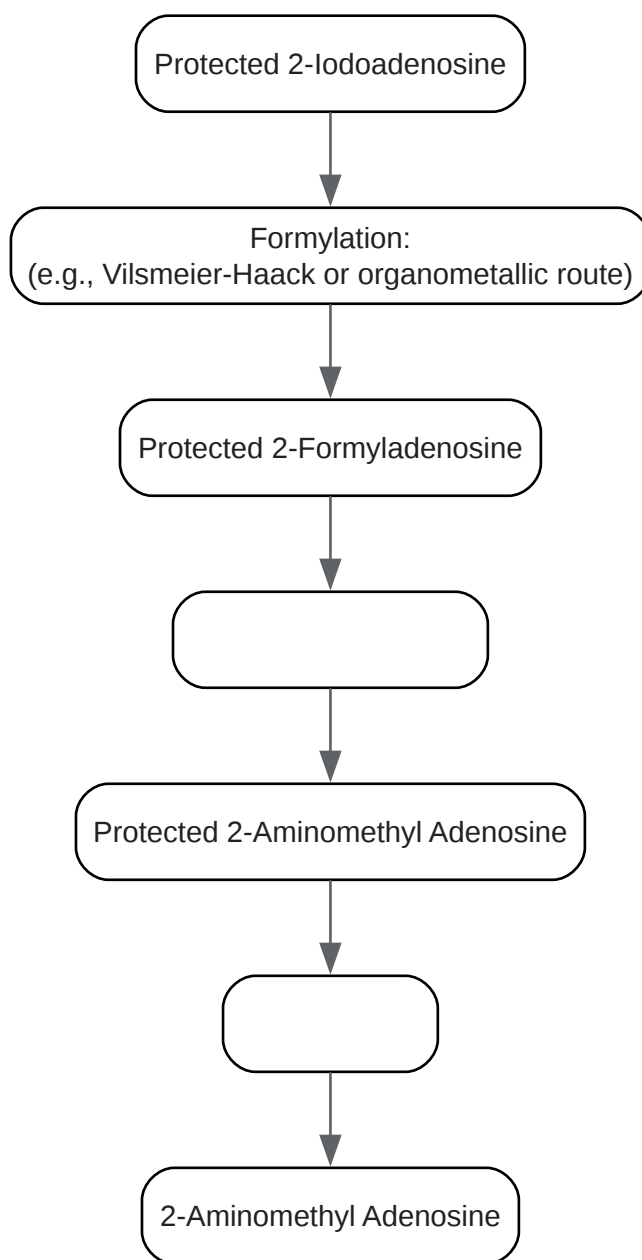 Protected 2-Iodoadenosine
Formylation:
(e.g., Vilsmeier-Haack or organometallic route)
Protected 2-Formyladenosine
Protected 2-Aminomethyl Adenosine
2-Aminomethyl Adenosine